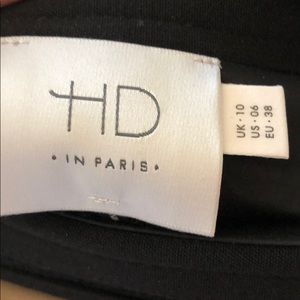 HD
• IN PARIS •
UK • 10
US • 06
EU • 38